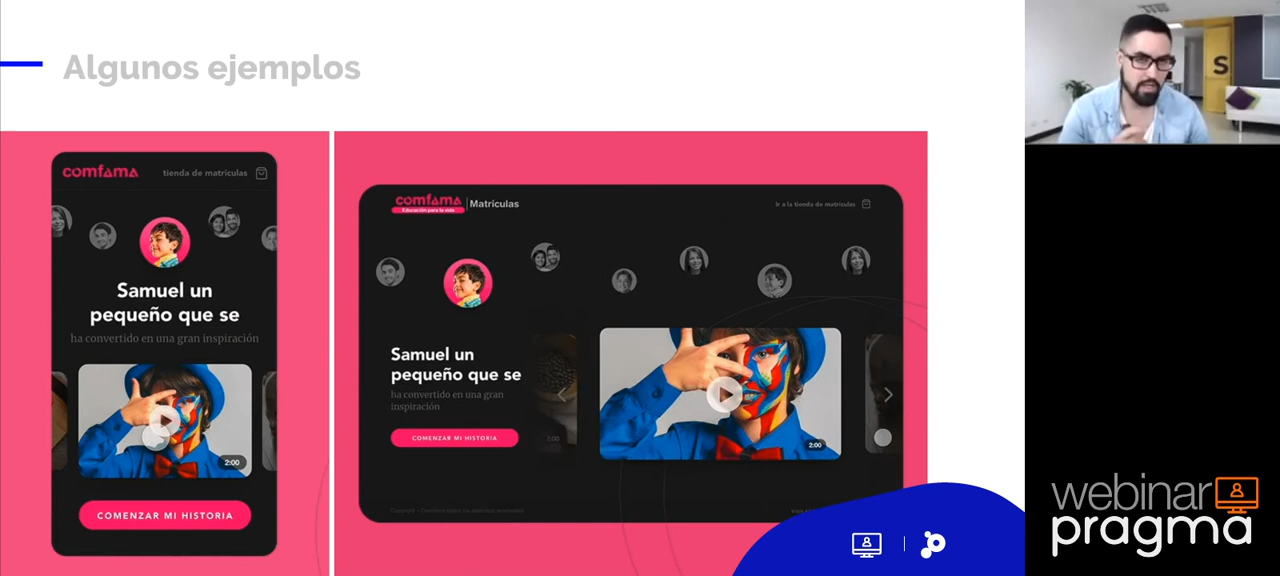 Algunos ejemplos
comfama
tienda de matrículas
Samuel un
pequeño que se
ha convertido en una gran inspiración
2:00
COMENZAR MI HISTORIA
comfama
Educación para la vida
Matrículas
Ir a la tienda de matrículas
Samuel un
pequeño que se
ha convertido en una gran
inspiración
COMENZAR MI HISTORIA
2:00
2:00
S
webinar
pragma